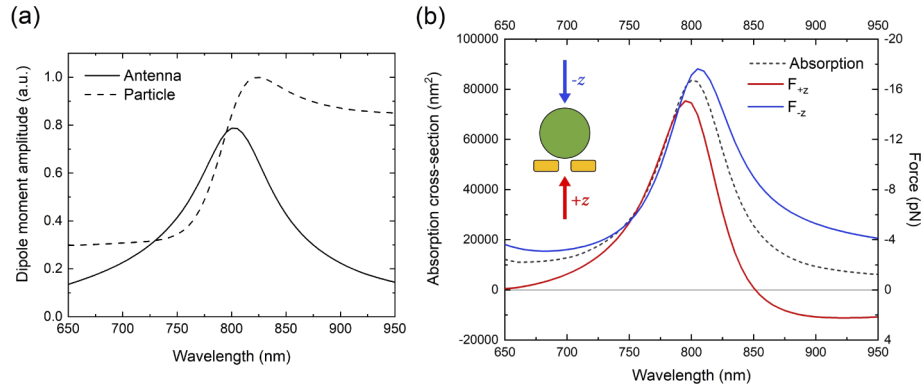 (a)
1.0
0.8
0.6
0.4
0.2
0.0
Dipole moment amplitude (a.u.)
Antenna
Particle
650 700 750 800 850 900 950
Wavelength (nm)
(b)
650 700 750 800 850 900 950
100000
80000
60000
40000
20000
0
-20000
Absorption cross-section (nm²)
-z
+z
Absorption
F+z
F-z
-20
-16
-12
-8
-4
0
4
Force (pN)
650 700 750 800 850 900 950
Wavelength (nm)